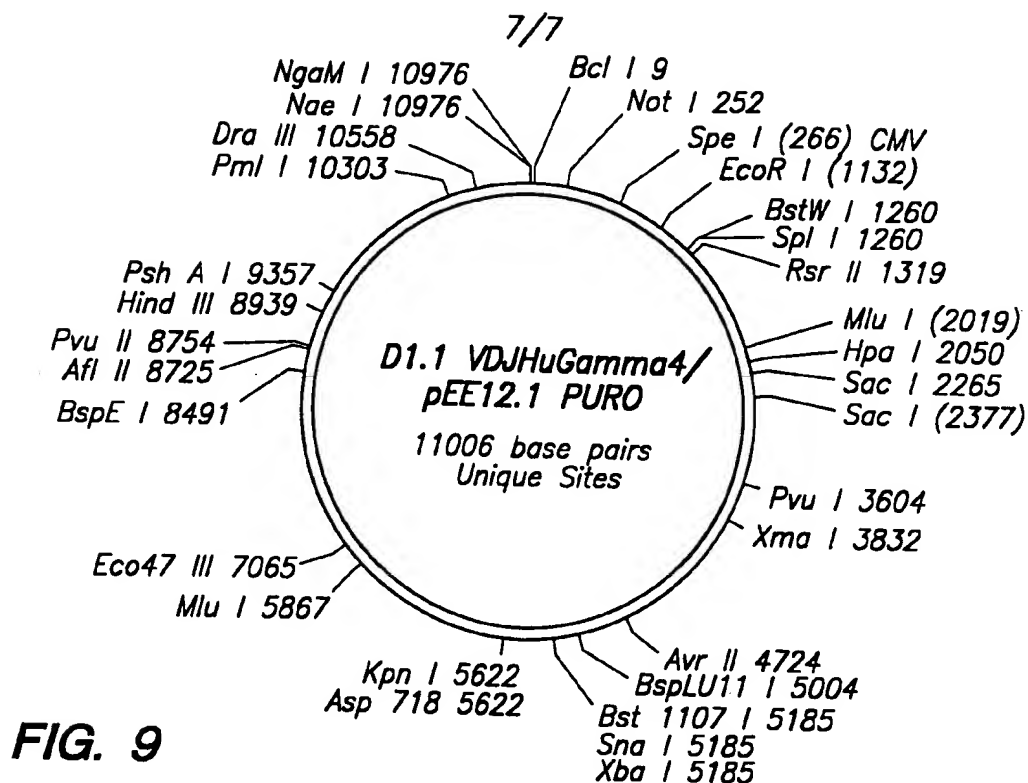 7/7
NgaM I 10976
Nae I 10976
Dra III 10558
Pml I 10303
Psh A I 9357
Hind III 8939
Pvu II 8754
Afl II 8725
BspE I 8491
Eco47 III 7065
Mlu I 5867
Kpn I 5622
Asp 718 5622
Bcl I 9
Not I 252
Spe I (266) CMV
EcoR I (1132)
BstW I 1260
Spl I 1260
Rsr II 1319
Mlu I (2019)
Hpa I 2050
Sac I 2265
Sac I (2377)
Pvu I 3604
Xma I 3832
Avr II 4724
BspLU11 I 5004
Bst 1107 I 5185
Sna I 5185
Xba I 5185
D1.1 VDJHuGamma4/
pEE12.1 PURO
11006 base pairs
Unique Sites
FIG. 9